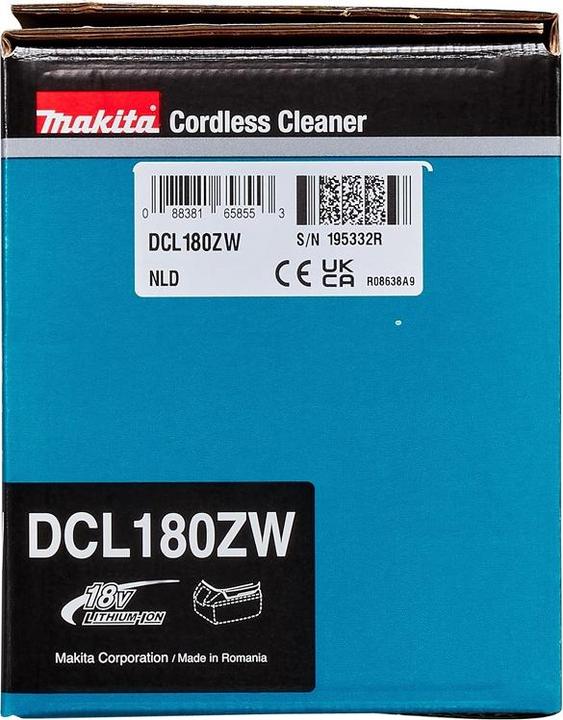 makita Cordless Cleaner
0 88381 65855 3
DCL180ZW S/N 195332R
NLD CE UK CA R08638A9
DCL180ZW
18V
LITHIUM-ION
Makita Corporation / Made in Romania